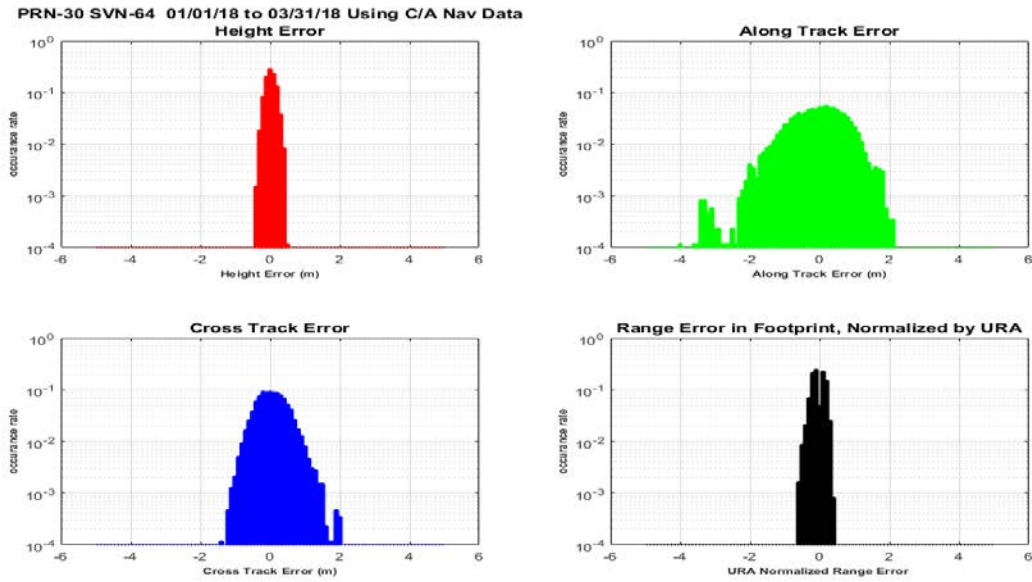 PRN-30 SVN-64 01/01/18 to 03/31/18 Using C/A Nav Data
Height Error
10^0
10^-1
10^-2
10^-3
10^-4
occurance rate
-6 -4 -2 0 2 4 6
Height Error (m)
Along Track Error
10^0
10^-1
10^-2
10^-3
10^-4
occurance rate
-6 -4 -2 0 2 4 6
Along Track Error (m)
Cross Track Error
10^0
10^-1
10^-2
10^-3
10^-4
occurance rate
-6 -4 -2 0 2 4 6
Cross Track Error (m)
Range Error in Footprint, Normalized by URA
10^0
10^-1
10^-2
10^-3
10^-4
occurance rate
-6 -4 -2 0 2 4 6
URA Normalized Range Error